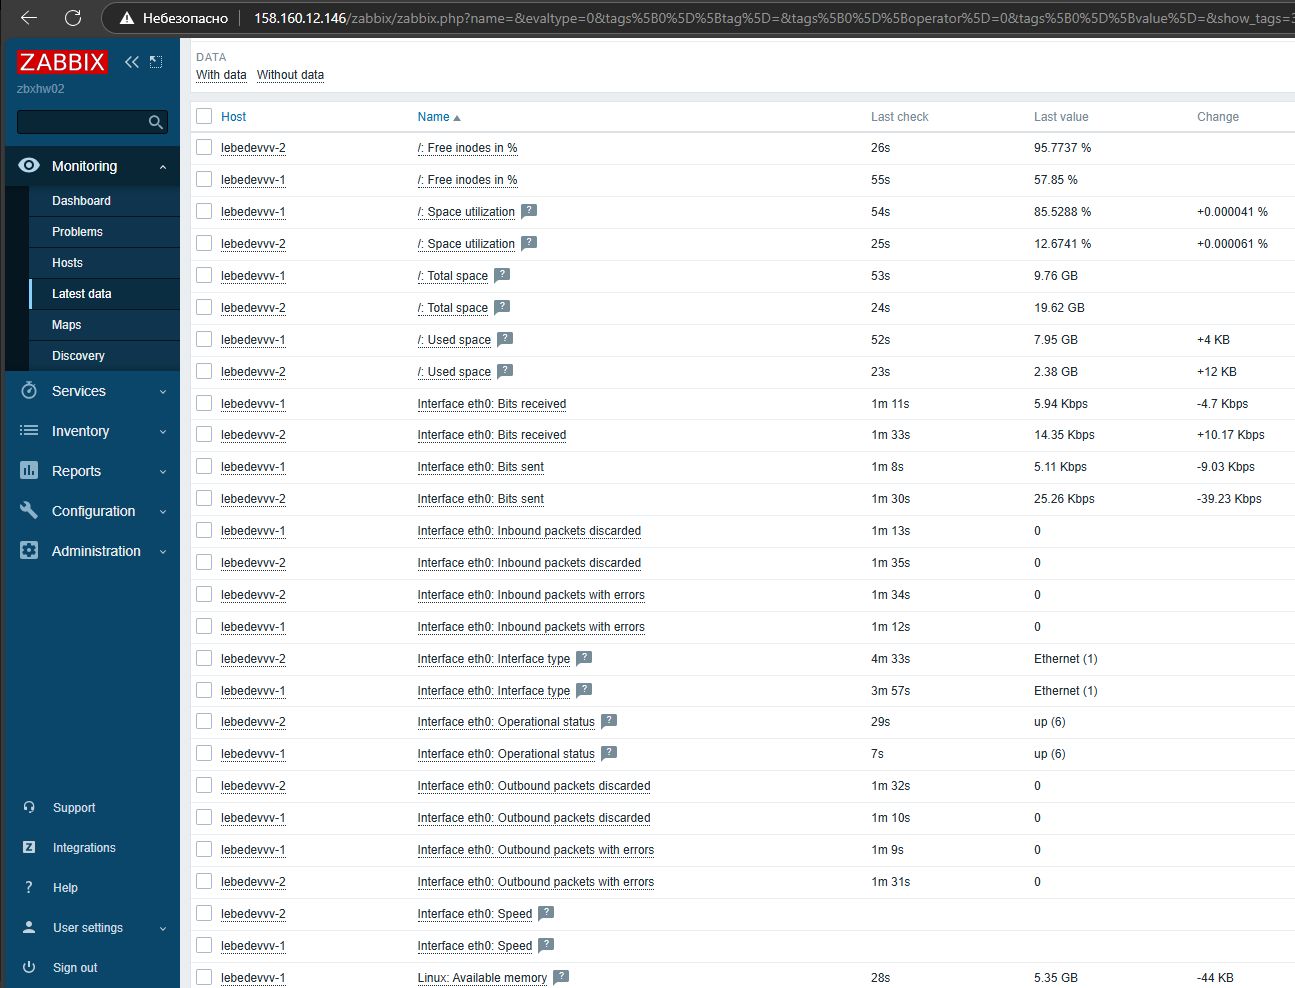 Небезопасно 158.160.12.146/zabbix/zabbix.php?name=&evaltype=0&tags%5B0%5D%5Btag%5D=&tags%5B0%5D%5Boperator%5D=0&tags%5B0%5D%5Bvalue%5D=&show_tags=3
ZABBIX
zbxhw02
Monitoring
Dashboard
Problems
Hosts
Latest data
Maps
Discovery
Services
Inventory
Reports
Configuration
Administration
Support
Z Integrations
? Help
User settings
Sign out
DATA
With data Without data
Host Name Last check Last value Change
lebedevvv-2 /: Free inodes in % 26s 95.7737 %
lebedevvv-1 /: Free inodes in % 55s 57.85 %
lebedevvv-1 /: Space utilization ? 54s 85.5288 % +0.000041 %
lebedevvv-2 /: Space utilization ? 25s 12.6741 % +0.000061 %
lebedevvv-1 /: Total space ? 53s 9.76 GB
lebedevvv-2 /: Total space ? 24s 19.62 GB
lebedevvv-1 /: Used space ? 52s 7.95 GB +4 KB
lebedevvv-2 /: Used space ? 23s 2.38 GB +12 KB
lebedevvv-1 Interface eth0: Bits received 1m 11s 5.94 Kbps -4.7 Kbps
lebedevvv-2 Interface eth0: Bits received 1m 33s 14.35 Kbps +10.17 Kbps
lebedevvv-1 Interface eth0: Bits sent 1m 8s 5.11 Kbps -9.03 Kbps
lebedevvv-2 Interface eth0: Bits sent 1m 30s 25.26 Kbps -39.23 Kbps
lebedevvv-1 Interface eth0: Inbound packets discarded 1m 13s 0
lebedevvv-2 Interface eth0: Inbound packets discarded 1m 35s 0
lebedevvv-2 Interface eth0: Inbound packets with errors 1m 34s 0
lebedevvv-1 Interface eth0: Inbound packets with errors 1m 12s 0
lebedevvv-2 Interface eth0: Interface type ? 4m 33s Ethernet (1)
lebedevvv-1 Interface eth0: Interface type ? 3m 57s Ethernet (1)
lebedevvv-2 Interface eth0: Operational status ? 29s up (6)
lebedevvv-1 Interface eth0: Operational status ? 7s up (6)
lebedevvv-2 Interface eth0: Outbound packets discarded 1m 32s 0
lebedevvv-1 Interface eth0: Outbound packets discarded 1m 10s 0
lebedevvv-1 Interface eth0: Outbound packets with errors 1m 9s 0
lebedevvv-2 Interface eth0: Outbound packets with errors 1m 31s 0
lebedevvv-2 Interface eth0: Speed ?
lebedevvv-1 Interface eth0: Speed ?
lebedevvv-1 Linux: Available memory ? 28s 5.35 GB -44 KB